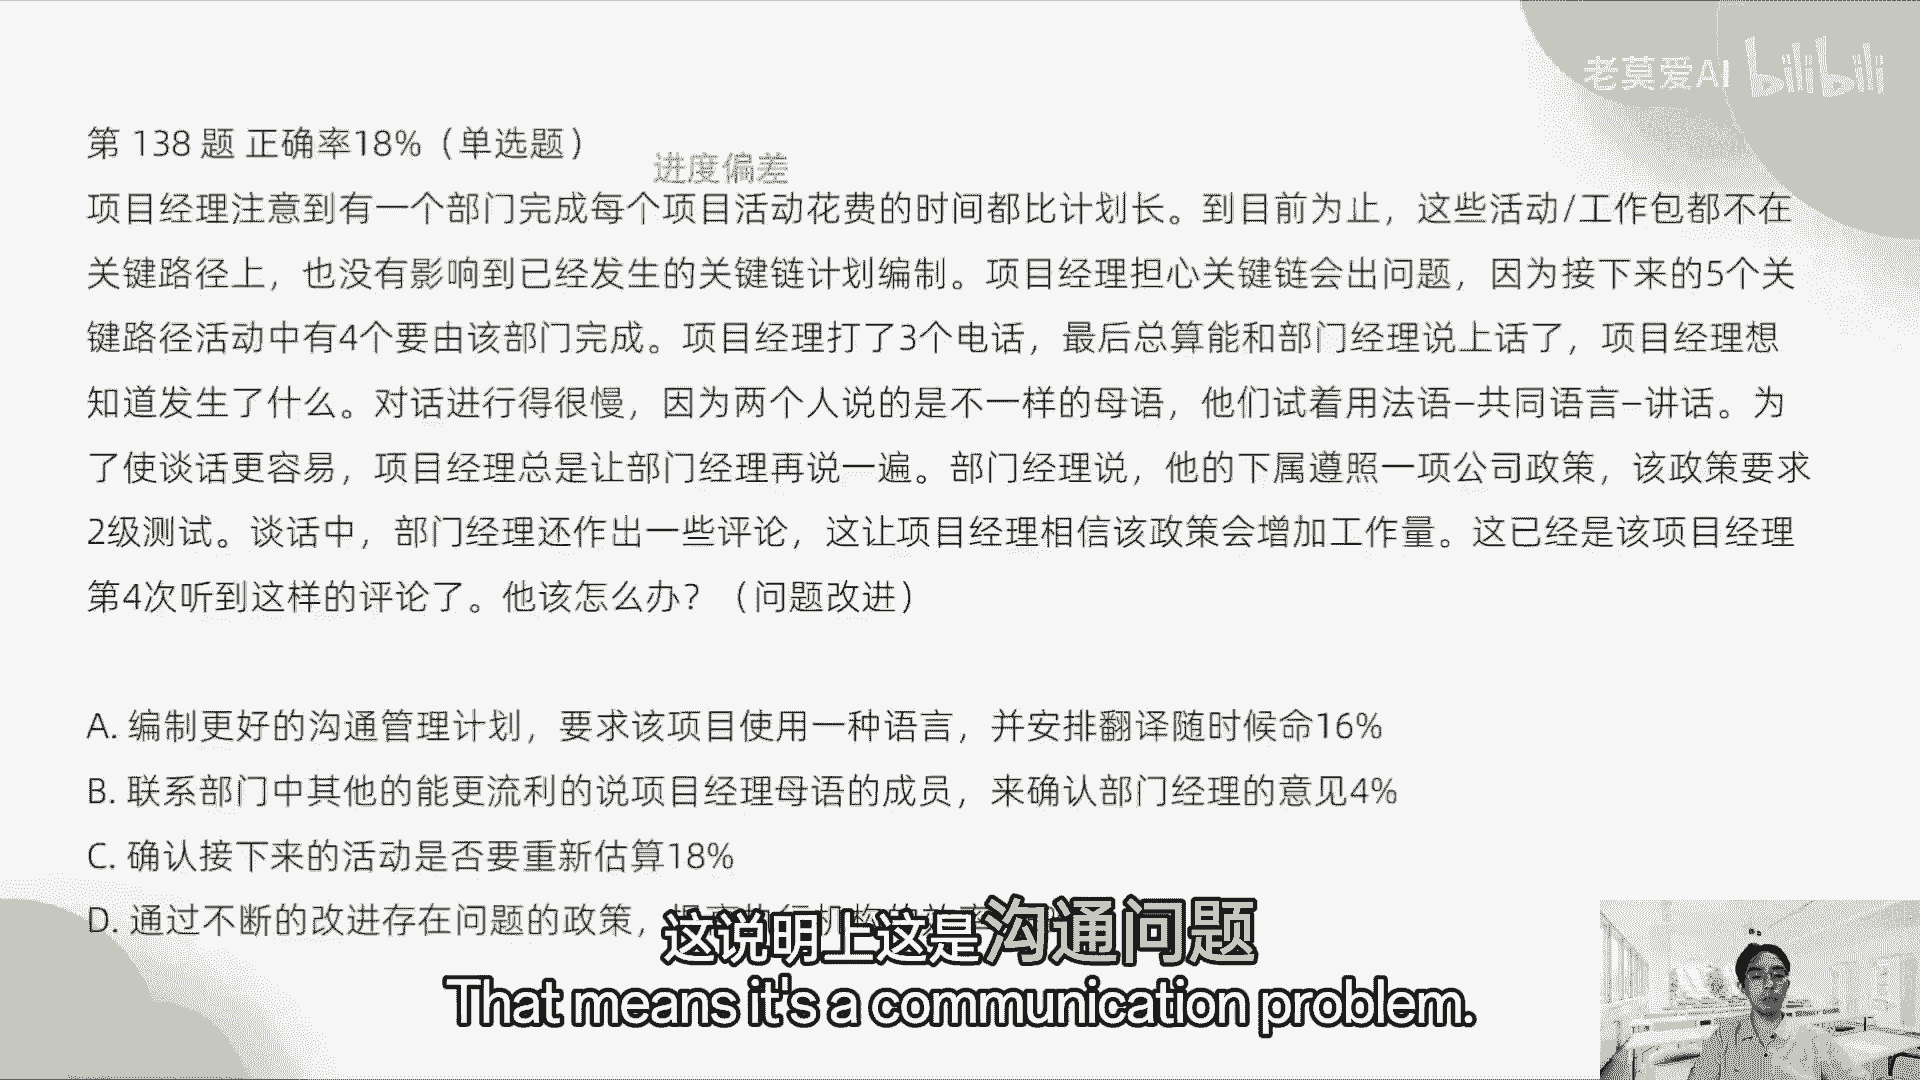 老莫爱AI bilibili
第 138 题 正确率18%（单选题）
进度偏差
项目经理注意到有一个部门完成每个项目活动花费的时间都比计划长。到目前为止，这些活动/工作包都不在
关键路径上，也没有影响到已经发生的关键链计划编制。项目经理担心关键链会出问题，因为接下来的5个关
键路径活动中有4个要由该部门完成。项目经理打了3个电话，最后总算能和部门经理说上话了，项目经理想
知道发生了什么。对话进行得很慢，因为两个人说的是不一样的母语，他们试着用法语–共同语言–讲话。为
了使谈话更容易，项目经理总是让部门经理再说一遍。部门经理说，他的下属遵照一项公司政策，该政策要求
2级测试。谈话中，部门经理还作出一些评论，这让项目经理相信该政策会增加工作量。这已经是该项目经理
第4次听到这样的评论了。他该怎么办？（问题改进）
A. 编制更好的沟通管理计划，要求该项目使用一种语言，并安排翻译随时候命16%
B. 联系部门中其他的能更流利的说项目经理母语的成员，来确认部门经理的意见4%
C. 确认接下来的活动是否要重新估算18%
D. 通过不断的改进存在问题的政策，
这说明上这是沟通问题
That means it's a communication problem.